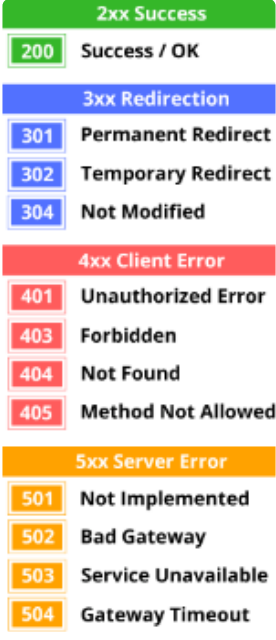 2xx Success
200 Success / OK
3xx Redirection
301 Permanent Redirect
302 Temporary Redirect
304 Not Modified
4xx Client Error
401 Unauthorized Error
403 Forbidden
404 Not Found
405 Method Not Allowed
5xx Server Error
501 Not Implemented
502 Bad Gateway
503 Service Unavailable
504 Gateway Timeout